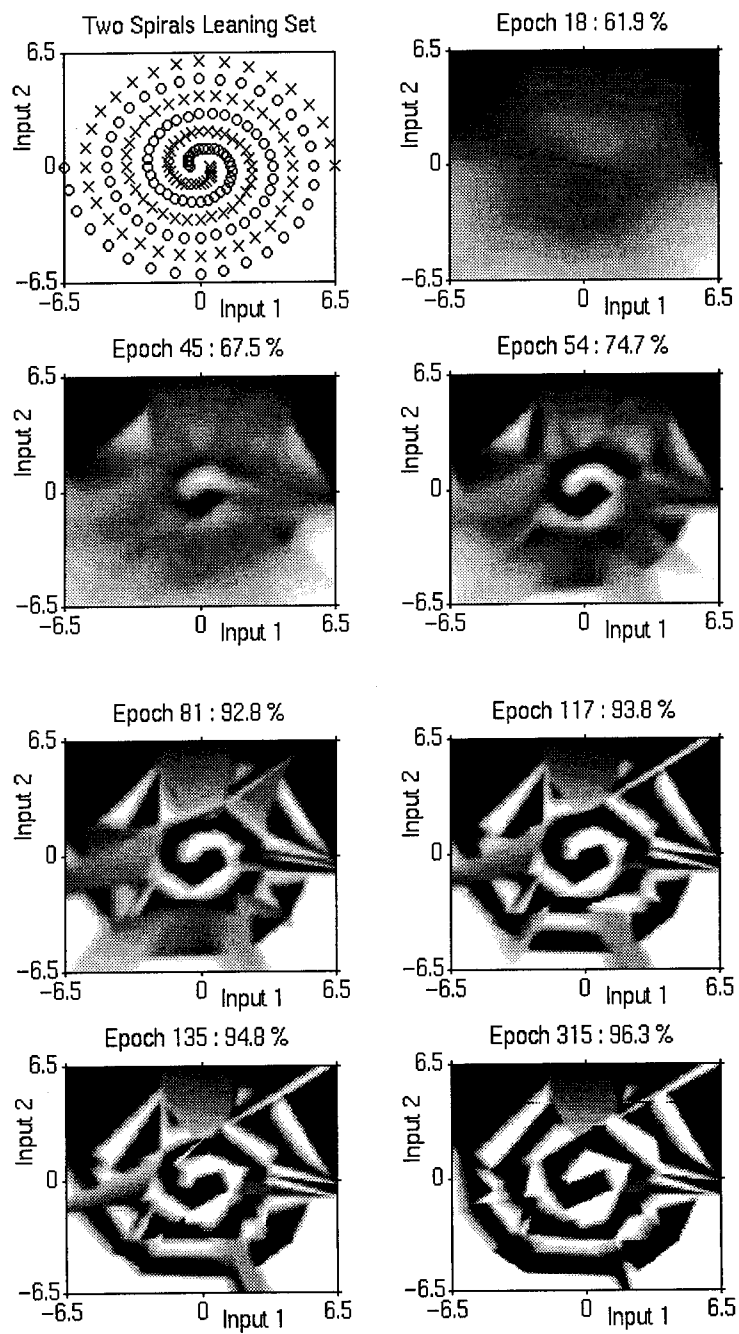 Two Spirals Leaning Set
6.5
Input 2
0
−6.5
−6.5
0
Input 1
6.5
Epoch 18 : 61.9 %
6.5
Input 2
0
−6.5
−6.5
0
Input 1
6.5
Epoch 45 : 67.5 %
6.5
Input 2
0
−6.5
−6.5
0
Input 1
6.5
Epoch 54 : 74.7 %
6.5
Input 2
0
−6.5
−6.5
0
Input 1
6.5
Epoch 81 : 92.8 %
6.5
Input 2
0
−6.5
−6.5
0
Input 1
6.5
Epoch 117 : 93.8 %
6.5
Input 2
0
−6.5
−6.5
0
Input 1
6.5
Epoch 135 : 94.8 %
6.5
Input 2
0
−6.5
−6.5
0
Input 1
6.5
Epoch 315 : 96.3 %
6.5
Input 2
0
−6.5
−6.5
0
Input 1
6.5